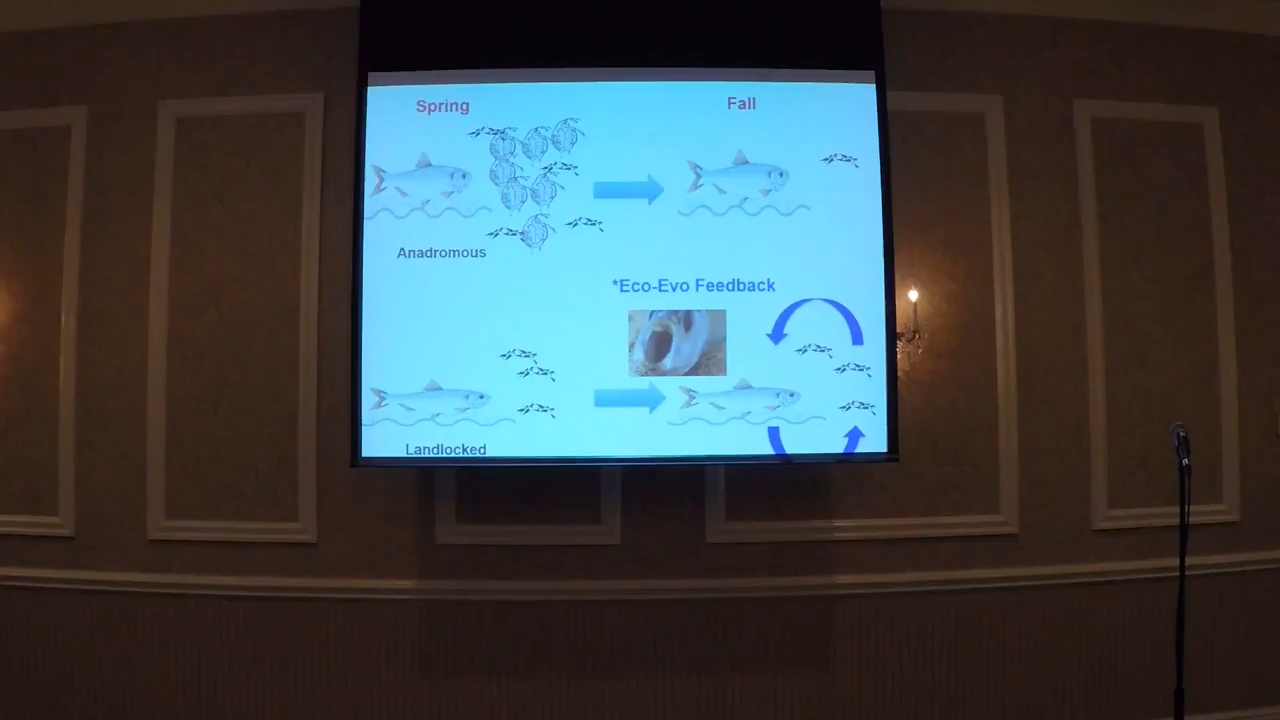 Spring
Fall
Anadromous
*Eco-Evo Feedback
Landlocked